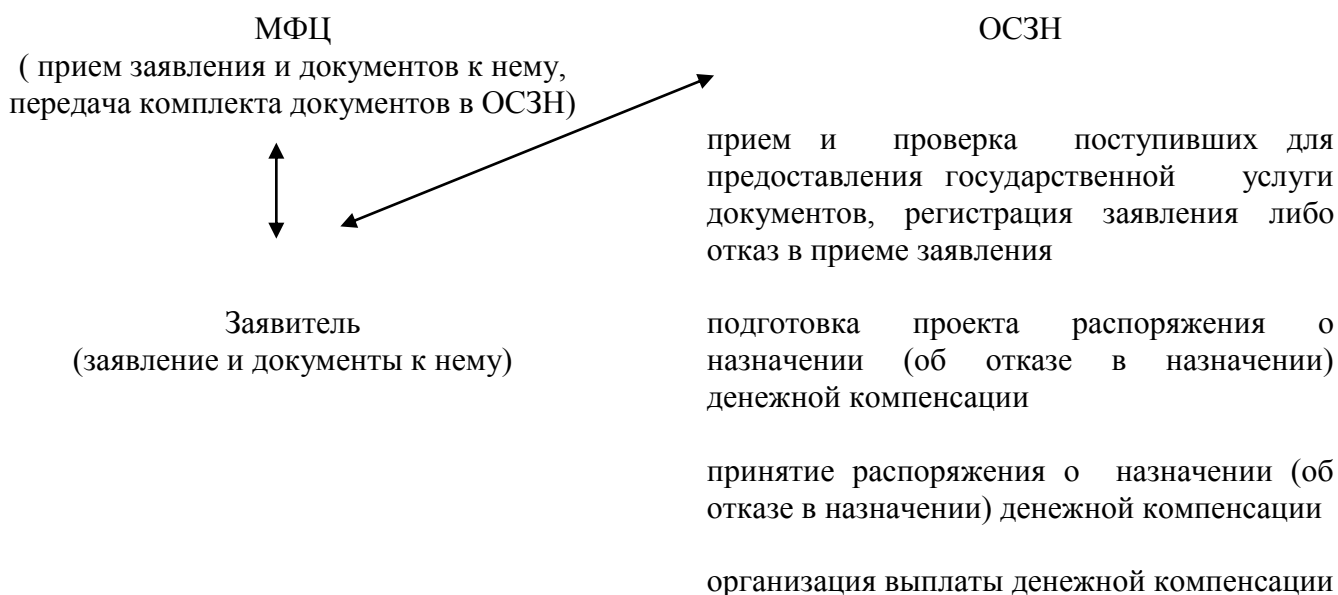 МФЦ
( прием заявления и документов к нему,
передача комплекта документов в ОСЗН)
Заявитель
(заявление и документы к нему)
ОСЗН
прием и проверка поступивших для
предоставления государственной услуги
документов, регистрация заявления либо
отказ в приеме заявления
подготовка проекта распоряжения о
назначении (об отказе в назначении)
денежной компенсации
принятие распоряжения о назначении (об
отказе в назначении) денежной компенсации
организация выплаты денежной компенсации